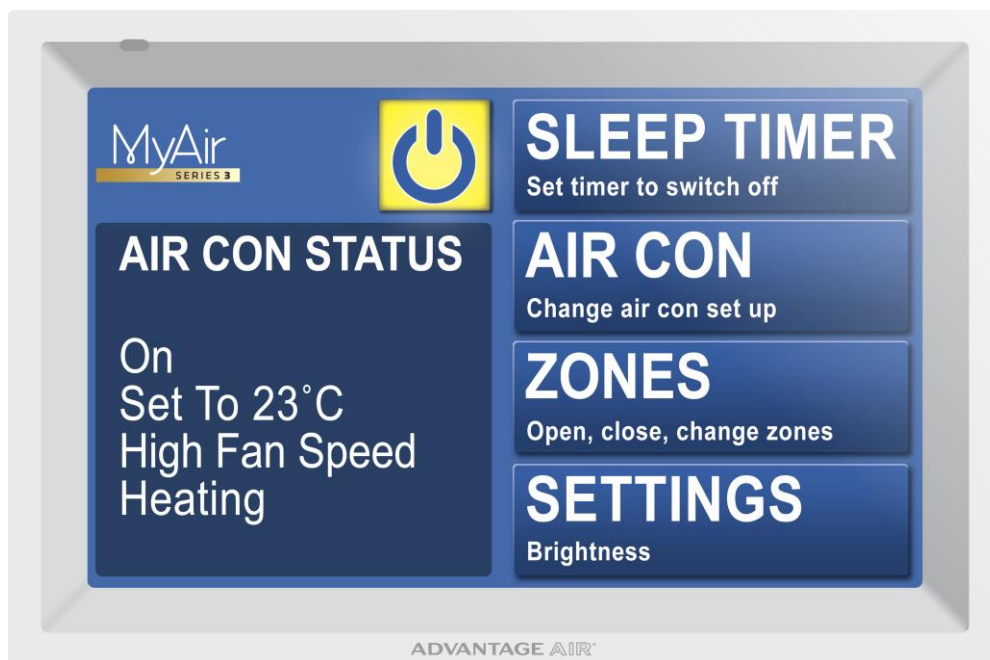 MyAir
SERIES 3
AIR CON STATUS
On
Set To 23°C
High Fan Speed
Heating
SLEEP TIMER
Set timer to switch off
AIR CON
Change air con set up
ZONES
Open, close, change zones
SETTINGS
Brightness
ADVANTAGE AIR